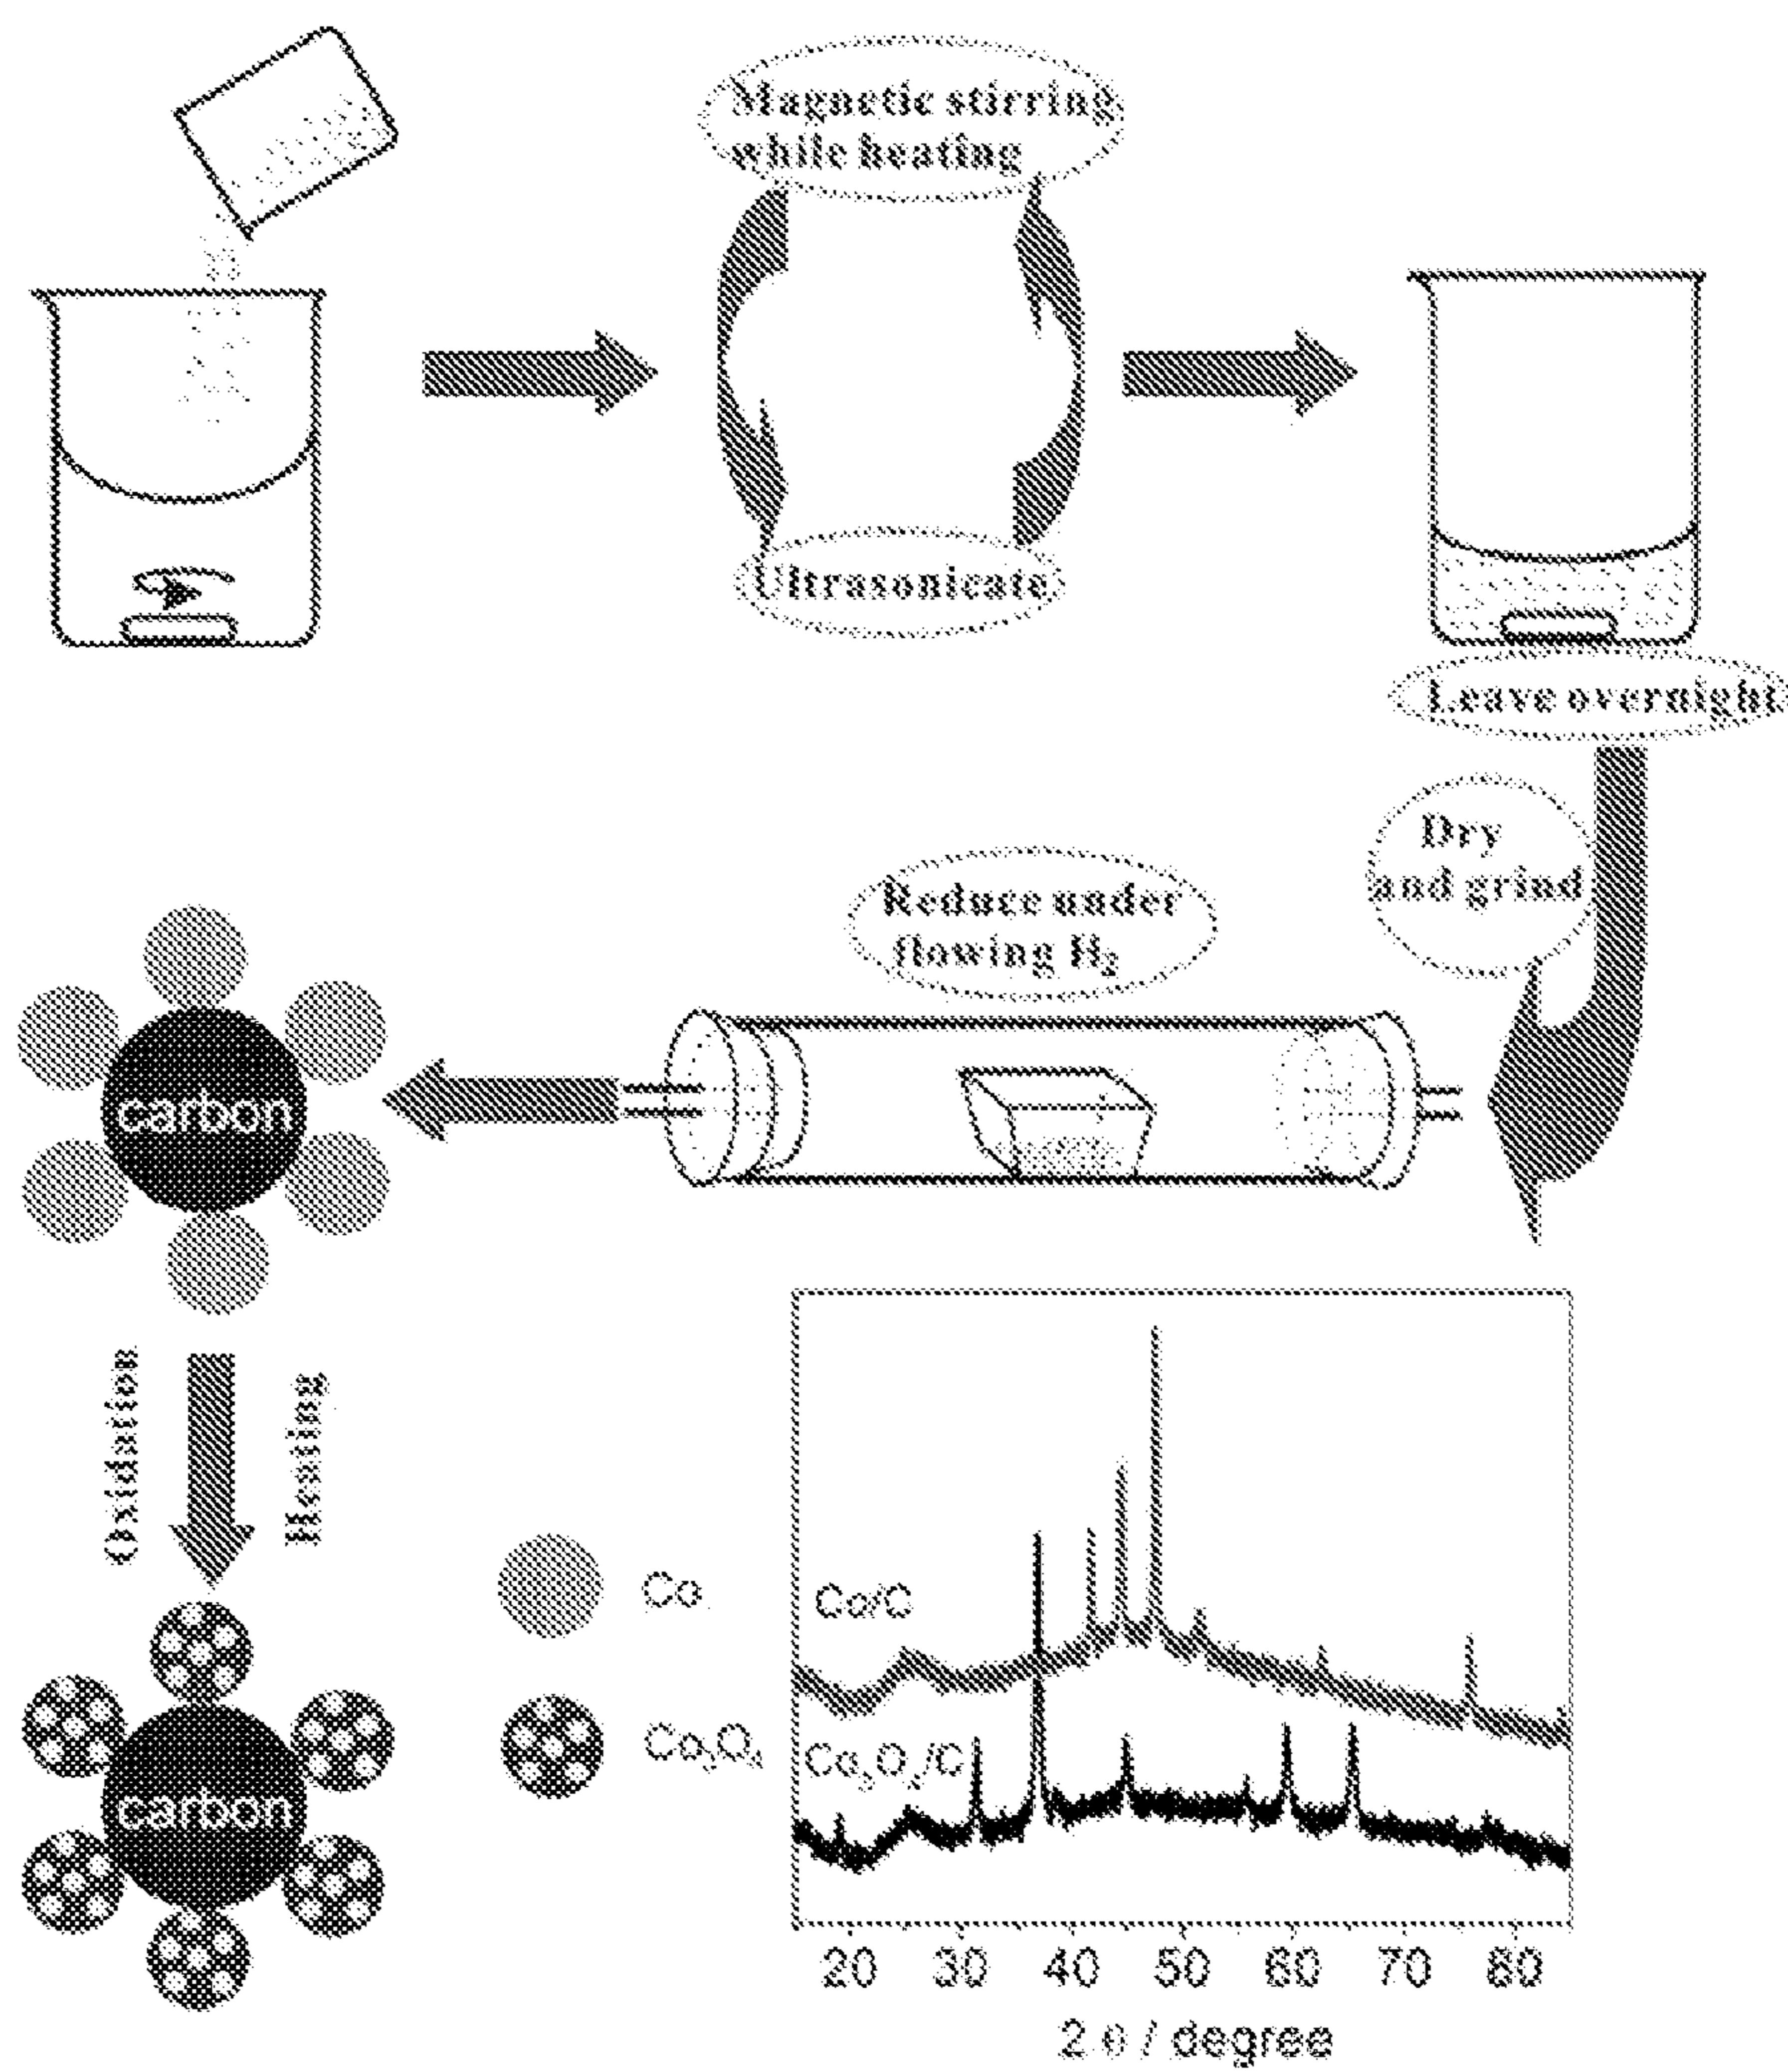 Magnetic stirring
while heating
Ultrasonicate
Leave overnight
Dry
and grind
Reduce under
flowing H₂
carbon
Oxidation
Heating
Co
Co/C
Co₃O₄
Co₃O₄/C
carbon
20 30 40 50 60 70 80
2 θ / degree